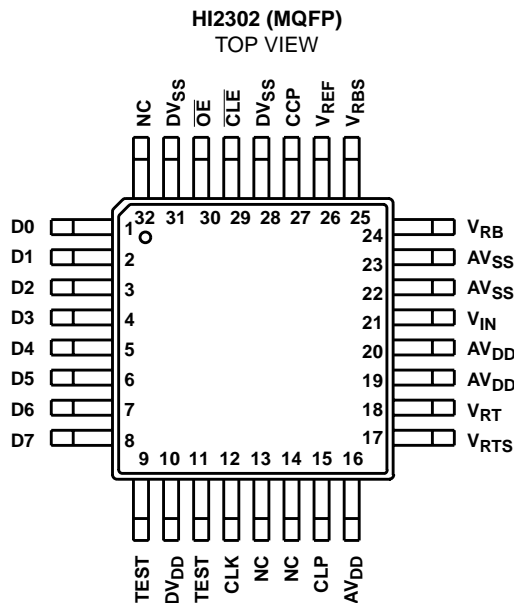 HI2302 (MQFP)
TOP VIEW
NC DVSS OE CLE DVSS CCP VREF VRBS
32 31 30 29 28 27 26 25
D0 1 24 VRB
D1 2 23 AVSS
D2 3 22 AVSS
D3 4 21 VIN
D4 5 20 AVDD
D5 6 19 AVDD
D6 7 18 VRT
D7 8 17 VRTS
9 10 11 12 13 14 15 16
TEST DVDD TEST CLK NC NC CLP AVDD